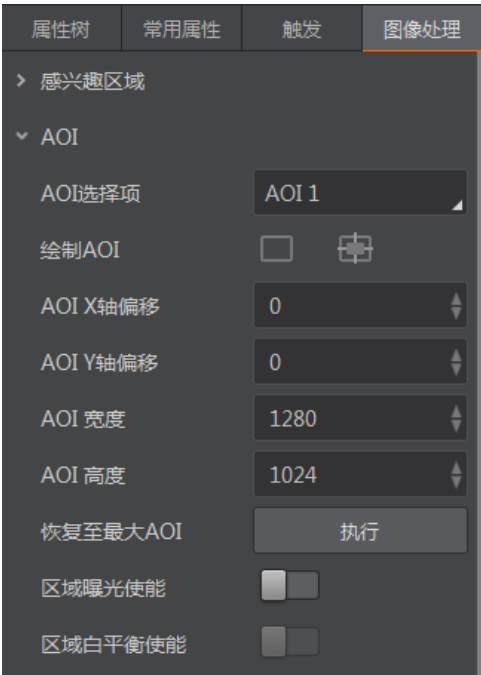 属性树 常用属性 触发 图像处理
感兴趣区域
AOI
AOI选择项 AOI 1
绘制AOI
AOI X轴偏移 0
AOI Y轴偏移 0
AOI 宽度 1280
AOI 高度 1024
恢复至最大AOI 执行
区域曝光使能
区域白平衡使能